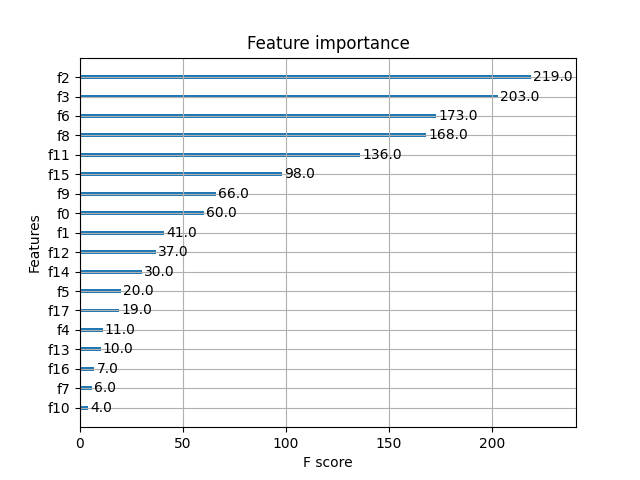 Feature importance
f2 219.0
f3 203.0
f6 173.0
f8 168.0
f11 136.0
f15 98.0
f9 66.0
f0 60.0
f1 41.0
f12 37.0
f14 30.0
f5 20.0
f17 19.0
f4 11.0
f13 10.0
f16 7.0
f7 6.0
f10 4.0
Features
0 50 100 150 200
F score